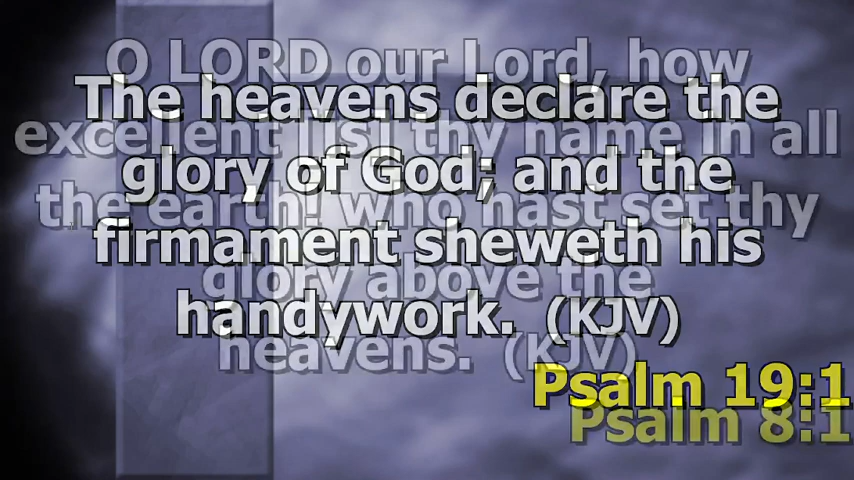 O LORD our Lord, how
excellent [is] thy name in all
the earth! who hast set thy
glory above the
heavens. (KJV)
Psalm 8:1
The heavens declare the
glory of God; and the
firmament sheweth his
handywork. (KJV)
Psalm 19:1